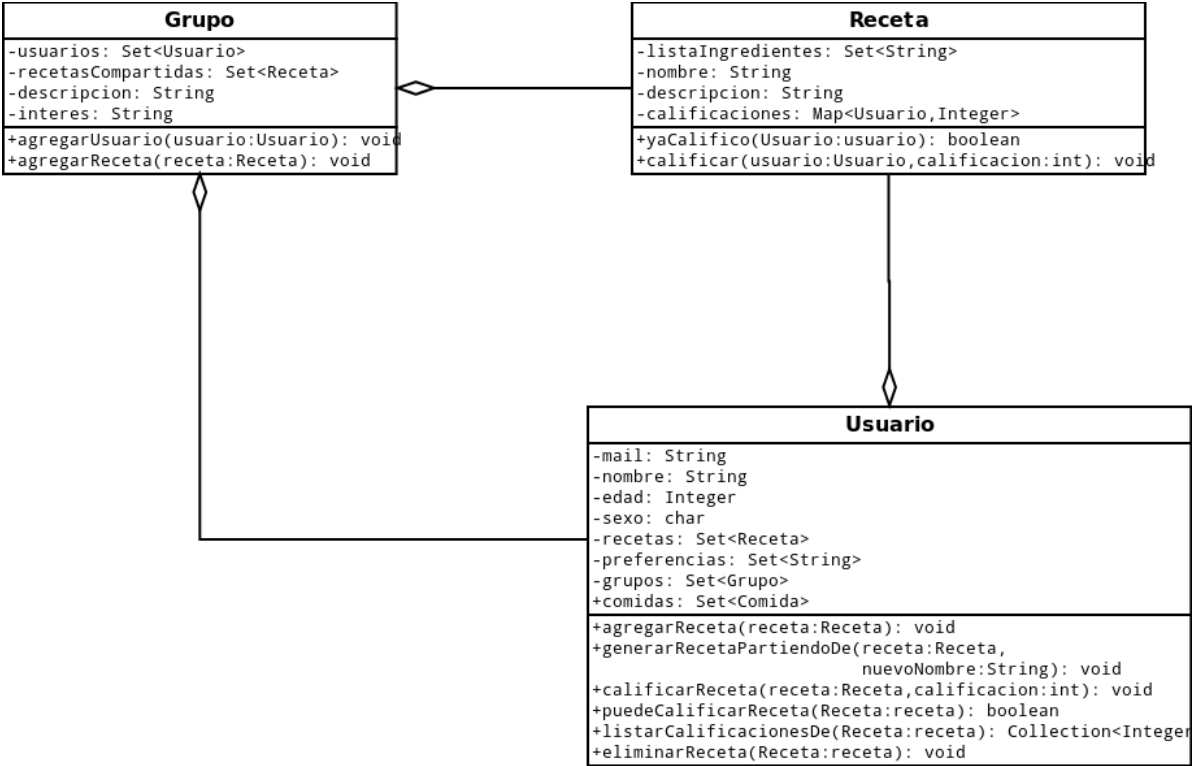 Grupo
-usuarios: Set<Usuario>
-recetasCompartidas: Set<Receta>
-descripcion: String
-interes: String
+agregarUsuario(usuario:Usuario): void
+agregarReceta(receta:Receta): void
Receta
-listaIngredientes: Set<String>
-nombre: String
-descripcion: String
-calificaciones: Map<Usuario,Integer>
+yaCalifico(Usuario:usuario): boolean
+calificar(usuario:Usuario,calificacion:int): void
Usuario
-mail: String
-nombre: String
-edad: Integer
-sexo: char
-recetas: Set<Receta>
-preferencias: Set<String>
-grupos: Set<Grupo>
+comidas: Set<Comida>
+agregarReceta(receta:Receta): void
+generarRecetaPartiendoDe(receta:Receta,
nuevoNombre:String): void
+calificarReceta(receta:Receta,calificacion:int): void
+puedeCalificarReceta(Receta:receta): boolean
+listarCalificacionesDe(Receta:receta): Collection<Integer
+eliminarReceta(Receta:receta): void